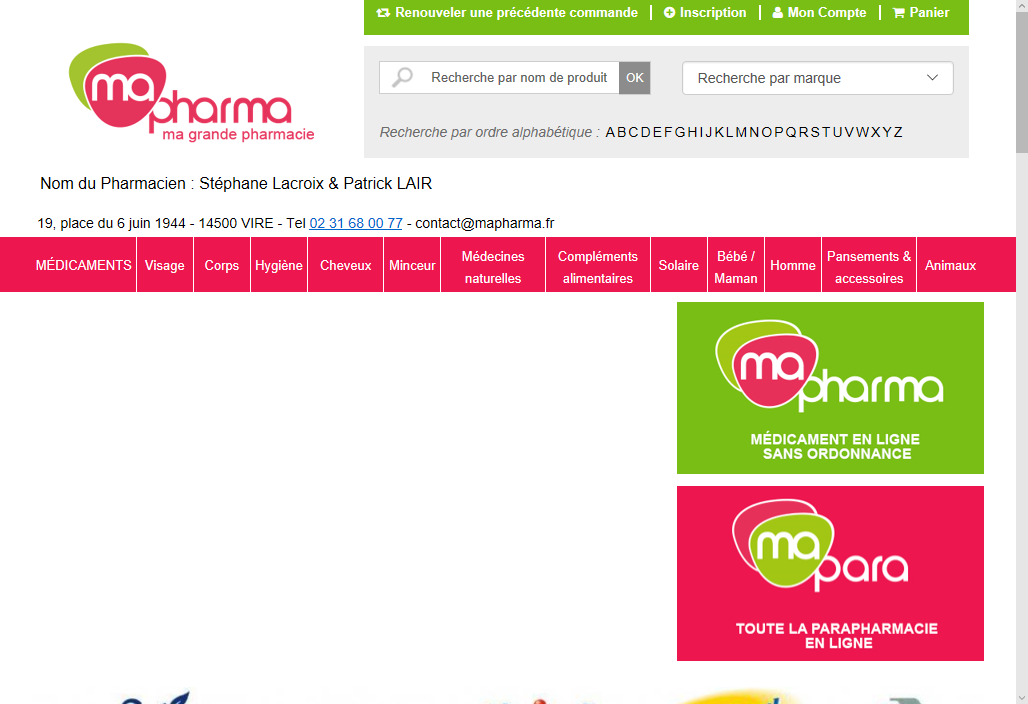 Renouveler une précédente commande | Inscription | Mon Compte | Panier
mapharma
ma grande pharmacie
Recherche par nom de produit OK
Recherche par marque
Recherche par ordre alphabétique : A B C D E F G H I J K L M N O P Q R S T U V W X Y Z
Nom du Pharmacien : Stéphane Lacroix & Patrick LAIR
19, place du 6 juin 1944 - 14500 VIRE - Tel 02 31 68 00 77 - contact@mapharma.fr
MÉDICAMENTS
Visage
Corps
Hygiène
Cheveux
Minceur
Médecines
naturelles
Compléments
alimentaires
Solaire
Bébé /
Maman
Homme
Pansements &
accessoires
Animaux
mapharma
MÉDICAMENT EN LIGNE
SANS ORDONNANCE
mapara
TOUTE LA PARAPHARMACIE
EN LIGNE